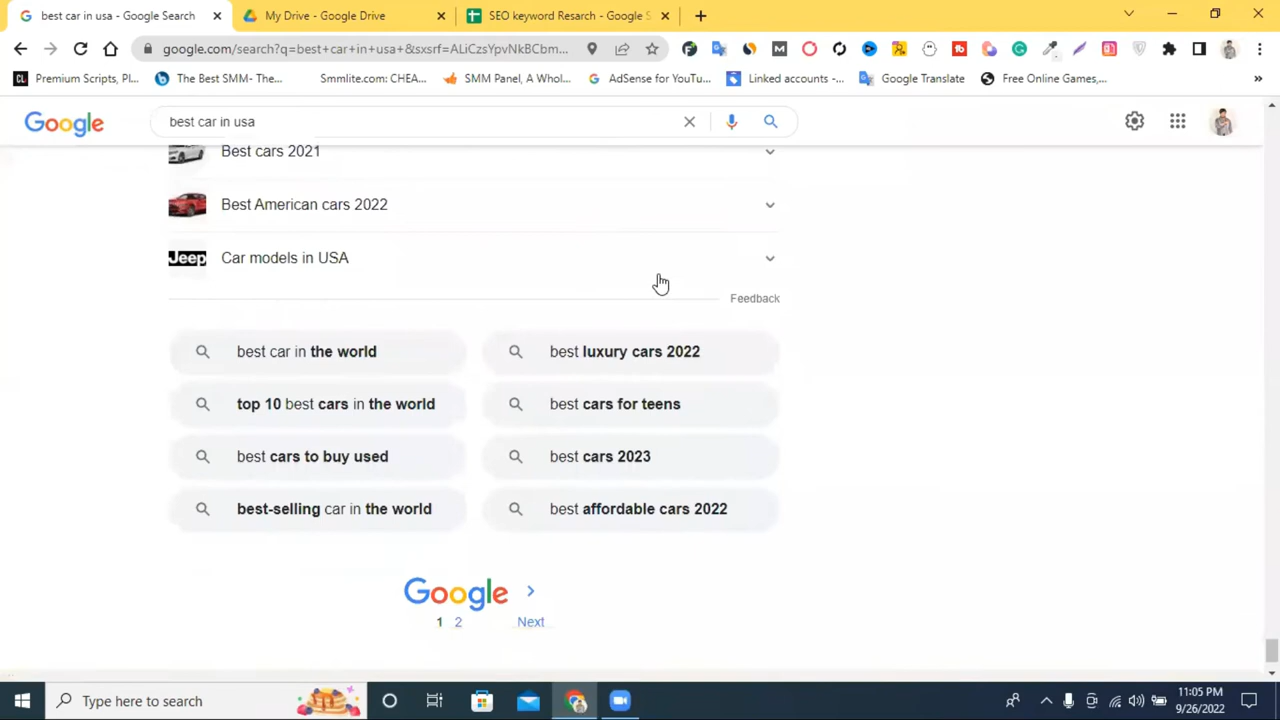 best car in usa - Google Search
My Drive - Google Drive
SEO keyword Resarch - Google S
google.com/search?q=best+car+in+usa+&sxsrf=ALiCzsYpvNkBCbm...
Premium Scripts, Pl...
The Best SMM- The...
Smmlite.com: CHEA...
SMM Panel, A Whol...
AdSense for YouTu...
Linked accounts -...
Google Translate
Free Online Games,...
Google
best car in usa
Best cars 2021
Best American cars 2022
Jeep
Car models in USA
Feedback
best car in the world
best luxury cars 2022
top 10 best cars in the world
best cars for teens
best cars to buy used
best cars 2023
best-selling car in the world
best affordable cars 2022
Google
1 2 Next
Type here to search
11:05 PM
9/26/2022